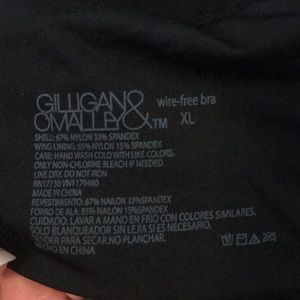 GILLIGAN &
O'MALLEY TM
wire-free bra
XL
SHELL: 67% NYLON 33% SPANDEX
WING LINING: 85% NYLON 15% SPANDEX
CARE: HAND WASH COLD WITH LIKE COLORS.
ONLY NON-CHLORINE BLEACH IF NEEDED.
LINE DRY. DO NOT IRON
RN17730 VN1179480
MADE IN CHINA
REVESTIMIENTO: 67% NAILON 33%SPANDEX
FORRO DE ALA: 85% NAILON 15%SPANDEX
CUIDADO: LAVAR A MANO EN FRIO CON COLORES SIMILARES.
SOLO BLANQUEADOR SIN LEJIA SI ES NECESARIO.
TENDER PARA SECAR.NO PLANCHAR.
HECHO EN CHINA